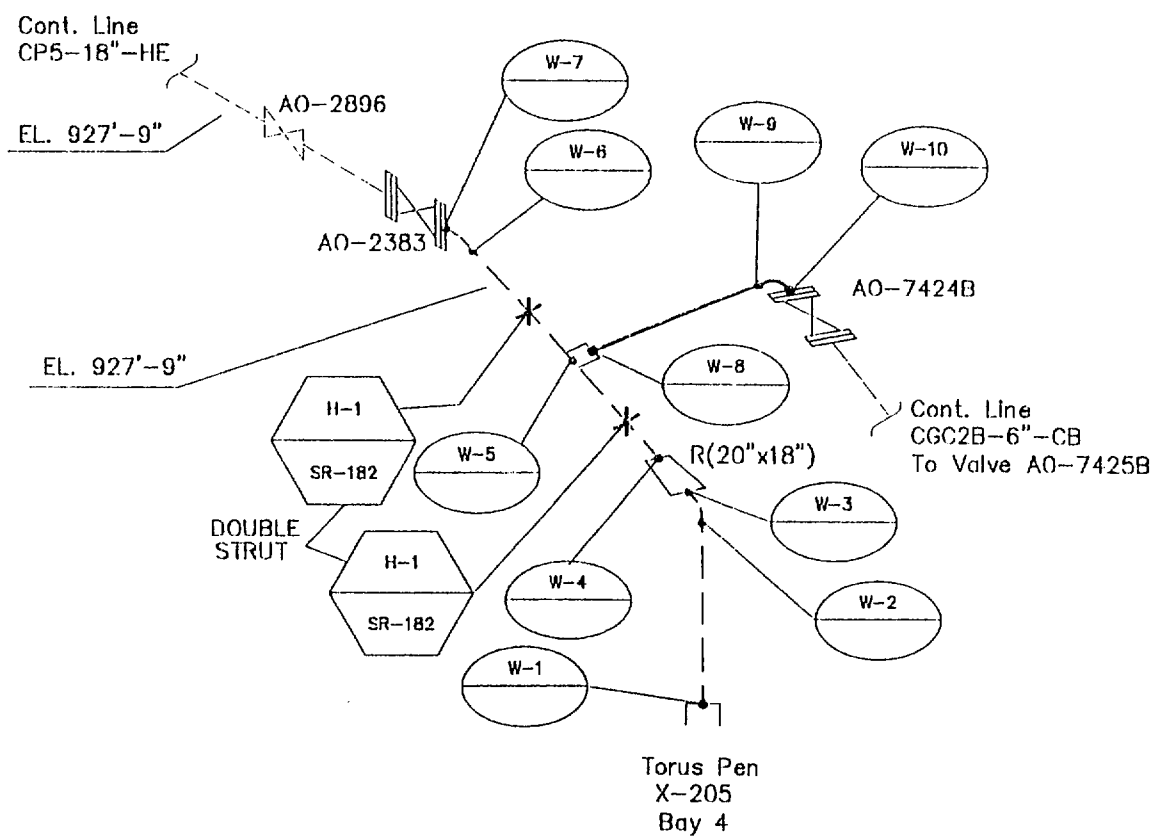 Cont. Line
CP5-18"-HE
EL. 927'-9"
AO-2896
W-7
W-6
W-9
W-10
AO-2383
AO-7424B
EL. 927'-9"
W-8
Cont. Line
CGC2B-6"-CB
To Valve AO-7425B
H-1
SR-182
W-5
R(20"x18")
W-3
DOUBLE
STRUT
H-1
SR-182
W-4
W-2
W-1
Torus Pen
X-205
Bay 4